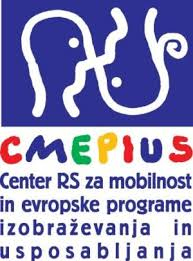 CMEPIUS
Center RS za mobilnost
in evropske programe
izobraževanja in
usposabljanja